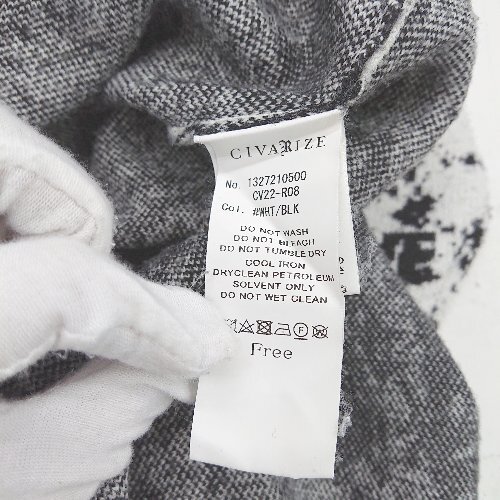 CIVARIZE
No. 1327210500
CV22-R08
Col. #WHT/BLK
DO NOT WASH
DO NOT BLEACH
DO NOT TUMBLE DRY
COOL IRON
DRYCLEAN PETROLEUM
SOLVENT ONLY
DO NOT WET CLEAN
Free